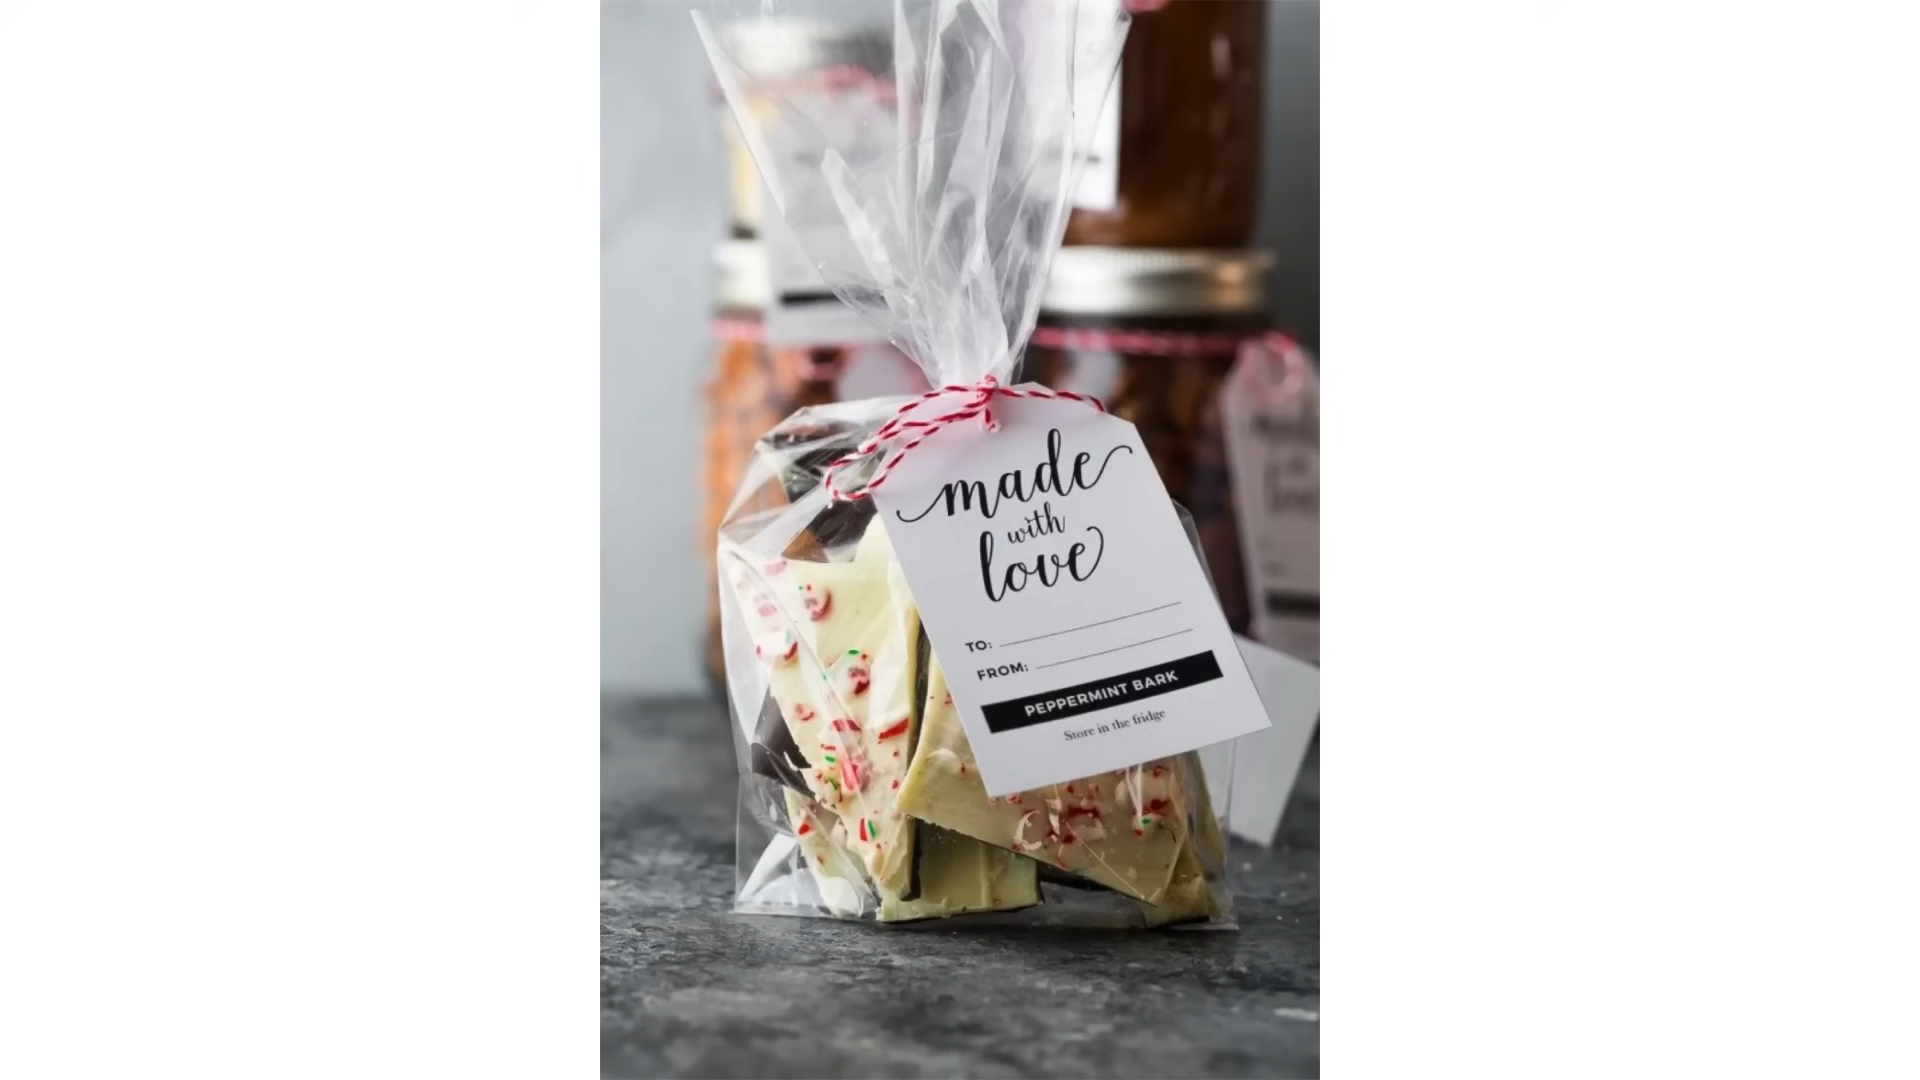 made
with
love
TO:
FROM:
PEPPERMINT BARK
Store in the fridge